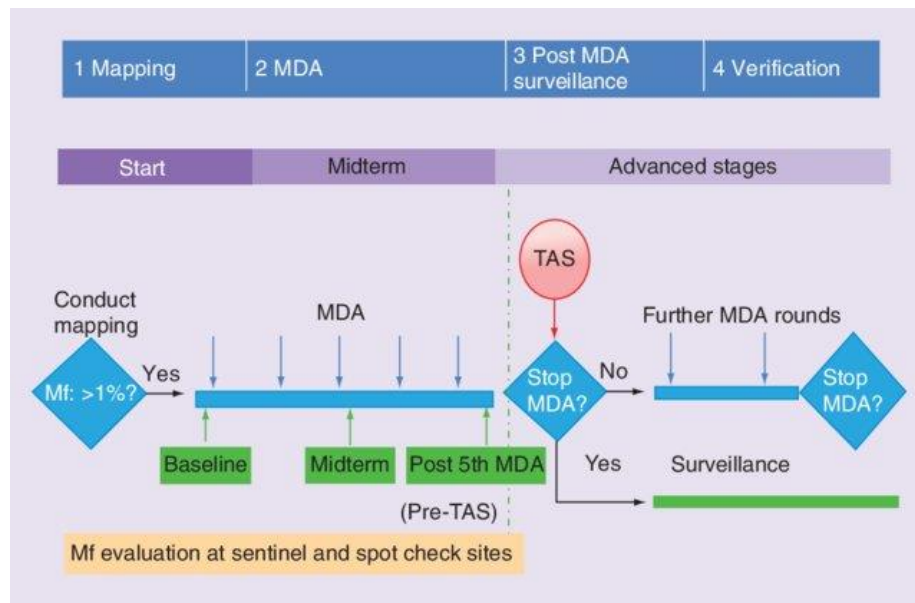 1 Mapping
2 MDA
3 Post MDA
surveillance
4 Verification
Start
Midterm
Advanced stages
TAS
Conduct
mapping
MDA
Further MDA rounds
Mf: >1%?
Yes
Stop
MDA?
No
Stop
MDA?
Baseline
Midterm
Post 5th MDA
Yes
Surveillance
(Pre-TAS)
Mf evaluation at sentinel and spot check sites